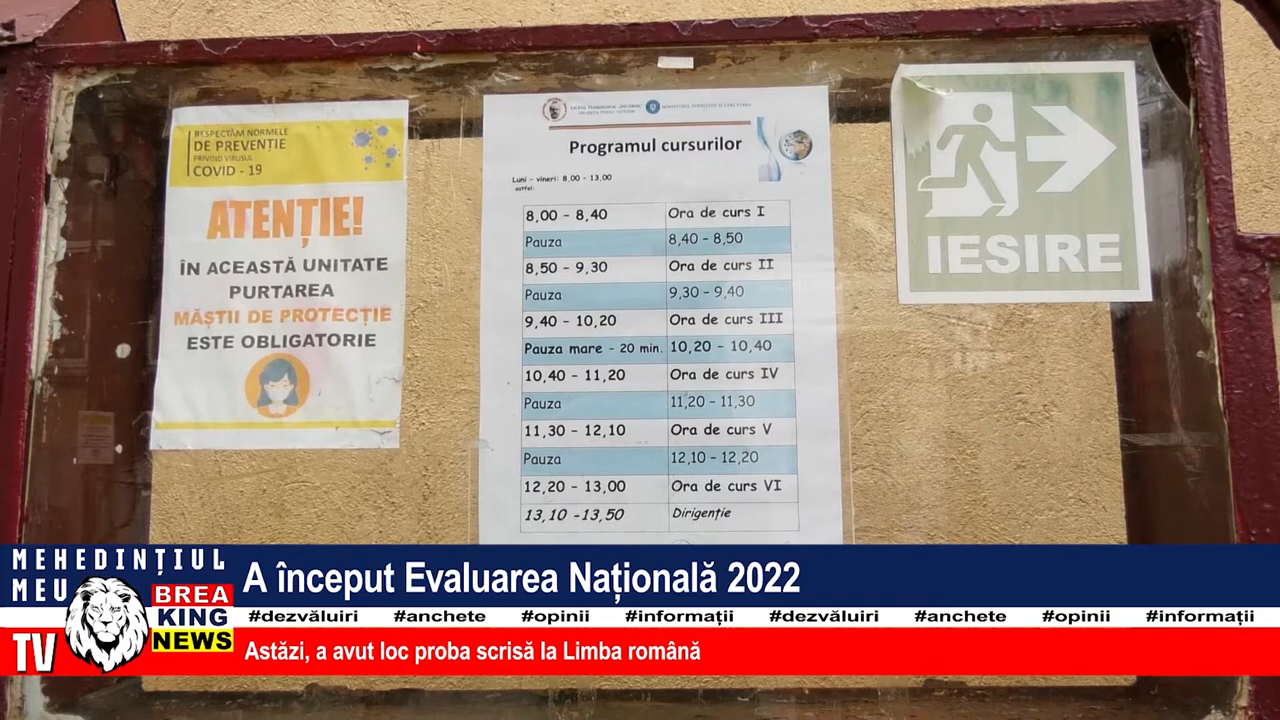 RESPECTĂM NORMELE
DE PREVENȚIE
PRIVIND VIRUSUL
COVID - 19
ATENȚIE!
ÎN ACEASTĂ UNITATE
PURTAREA
MĂȘTII DE PROTECȚIE
ESTE OBLIGATORIE
Programul cursurilor
Luni - vineri: 8,00 - 13,00
astfel:
8,00 - 8,40 Ora de curs I
Pauza 8,40 - 8,50
8,50 - 9,30 Ora de curs II
Pauza 9,30 - 9,40
9,40 - 10,20 Ora de curs III
Pauza mare - 20 min. 10,20 - 10,40
10,40 - 11,20 Ora de curs IV
Pauza 11,20 - 11,30
11,30 - 12,10 Ora de curs V
Pauza 12,10 - 12,20
12,20 - 13,00 Ora de curs VI
13,10 -13,50 Dirigenție
IESIRE
MEHEDINȚIUL
MEU
TV
BREA
KING
NEWS
A început Evaluarea Națională 2022
#dezvăluiri #anchete #opinii #informații #dezvăluiri #anchete #opinii #informații
Astăzi, a avut loc proba scrisă la Limba română